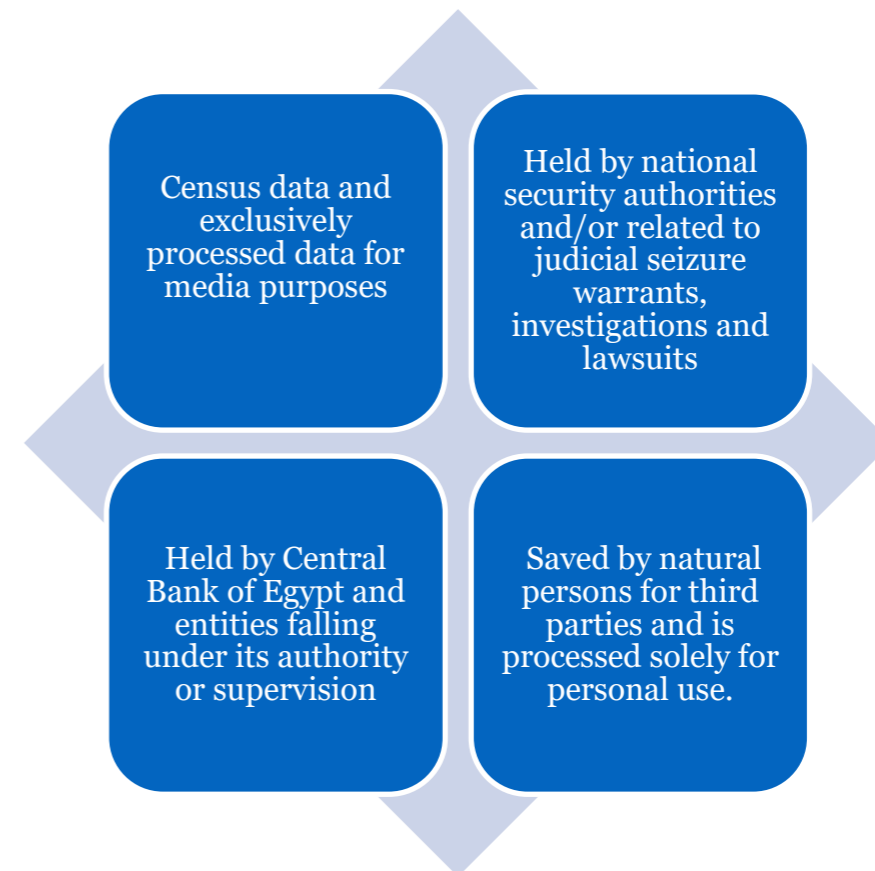 Census data and
exclusively
processed data for
media purposes
Held by national
security authorities
and/or related to
judicial seizure
warrants,
investigations and
lawsuits
Held by Central
Bank of Egypt and
entities falling
under its authority
or supervision
Saved by natural
persons for third
parties and is
processed solely for
personal use.